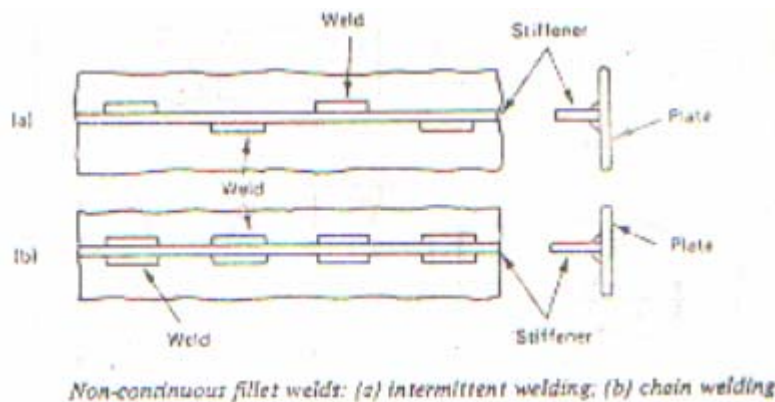 Weld
Stiffener
(a)
Plate
Weld
(b)
Plate
Weld
Stiffener
Non-continuous fillet welds: (a) intermittent welding; (b) chain welding